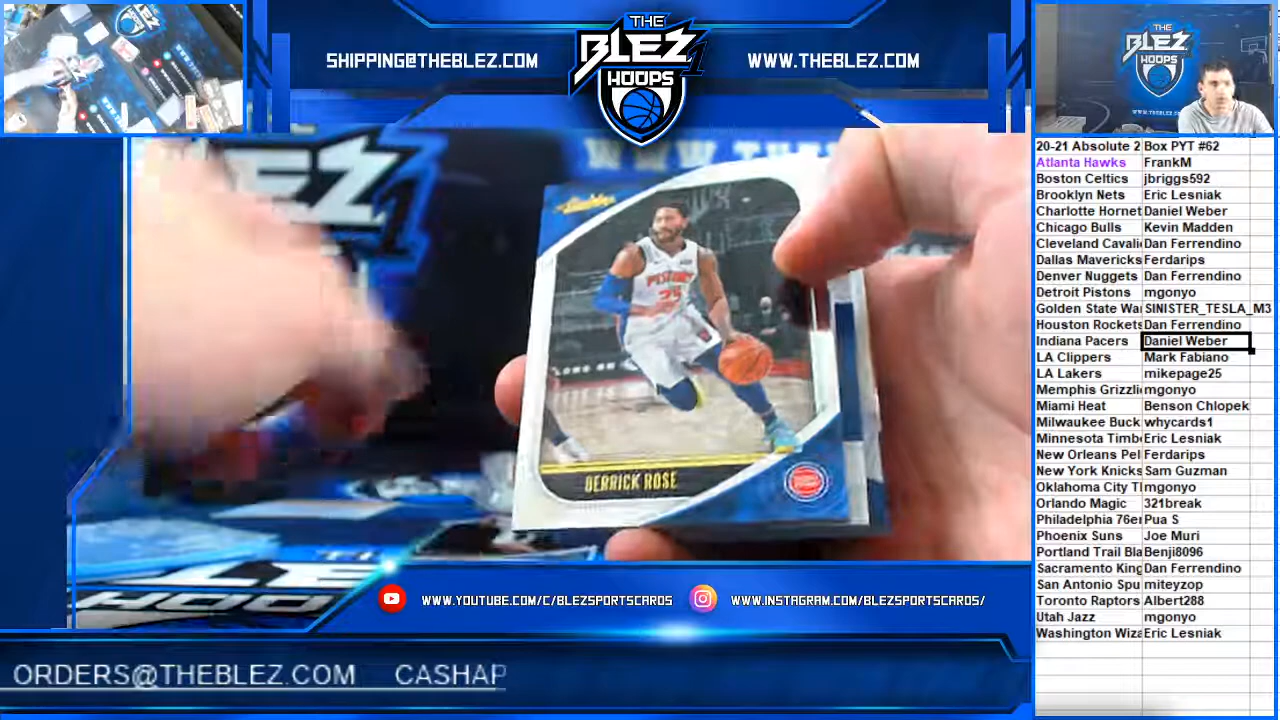 THE
BLEZ 1
HOOPS
SHIPPING@THEBLEZ.COM
WWW.THEBLEZ.COM
Absolute
PISTONS
25
DERRICK ROSE
WWW.YOUTUBE.COM/C/BLEZSPORTSCARDS
WWW.INSTAGRAM.COM/BLEZSPORTSCARDS/
ORDERS@THEBLEZ.COM CASHAP
THE
BLEZ
HOOPS
20-21 Absolute 2 Box PYT #62
Atlanta Hawks FrankM
Boston Celtics jbriggs592
Brooklyn Nets Eric Lesniak
Charlotte Hornet Daniel Weber
Chicago Bulls Kevin Madden
Cleveland Cavali Dan Ferrendino
Dallas Mavericks Ferdarips
Denver Nuggets Dan Ferrendino
Detroit Pistons mgonyo
Golden State Wa SINISTER_TESLA_M3
Houston Rockets Dan Ferrendino
Indiana Pacers Daniel Weber
LA Clippers Mark Fabiano
LA Lakers mikepage25
Memphis Grizzli mgonyo
Miami Heat Benson Chlopek
Milwaukee Buck whycards1
Minnesota Timb Eric Lesniak
New Orleans Pel Ferdarips
New York Knicks Sam Guzman
Oklahoma City T mgonyo
Orlando Magic 321break
Philadelphia 76e Pua S
Phoenix Suns Joe Muri
Portland Trail Bla Benji8096
Sacramento King Dan Ferrendino
San Antonio Spu miteyzop
Toronto Raptors Albert288
Utah Jazz mgonyo
Washington Wiza Eric Lesniak